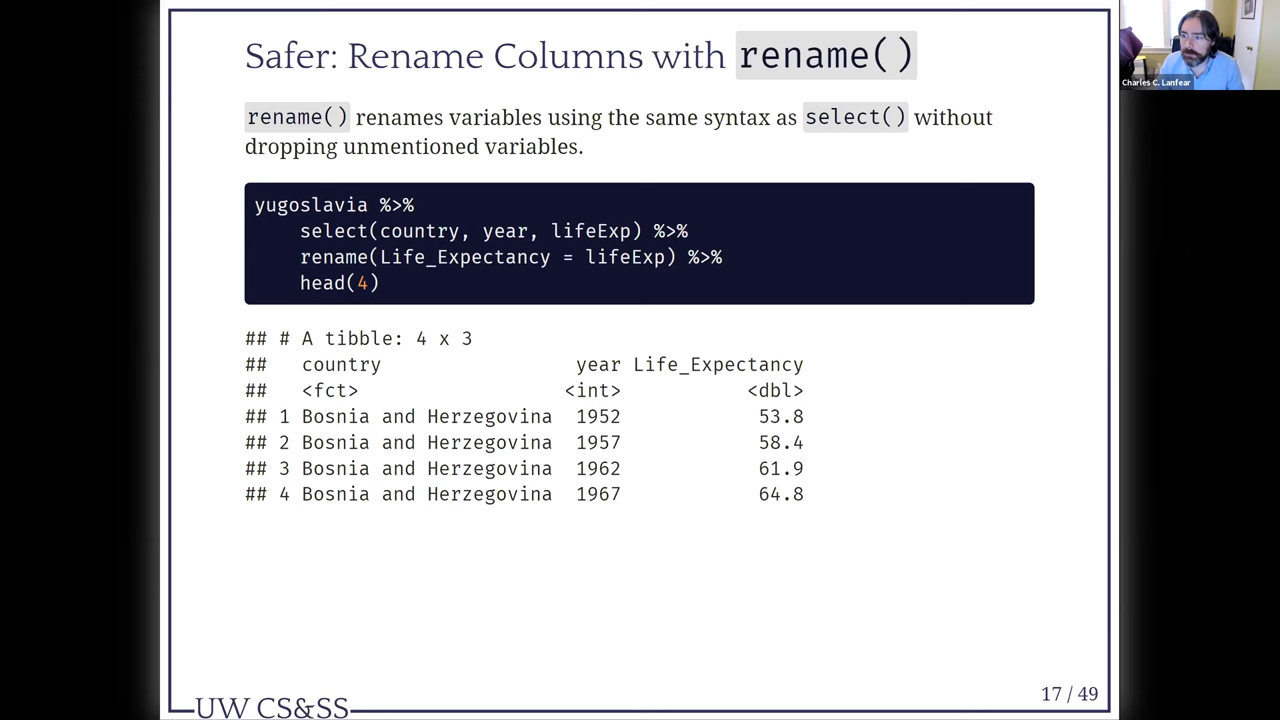 Safer: Rename Columns with rename()
Charles C. Lanfear
rename() renames variables using the same syntax as select() without
dropping unmentioned variables.
yugoslavia %>%
    select(country, year, lifeExp) %>%
    rename(Life_Expectancy = lifeExp) %>%
    head(4)
## # A tibble: 4 x 3
##   country                year Life_Expectancy
##   <fct>                 <int>           <dbl>
## 1 Bosnia and Herzegovina  1952            53.8
## 2 Bosnia and Herzegovina  1957            58.4
## 3 Bosnia and Herzegovina  1962            61.9
## 4 Bosnia and Herzegovina  1967            64.8
17 / 49
UW CS&SS